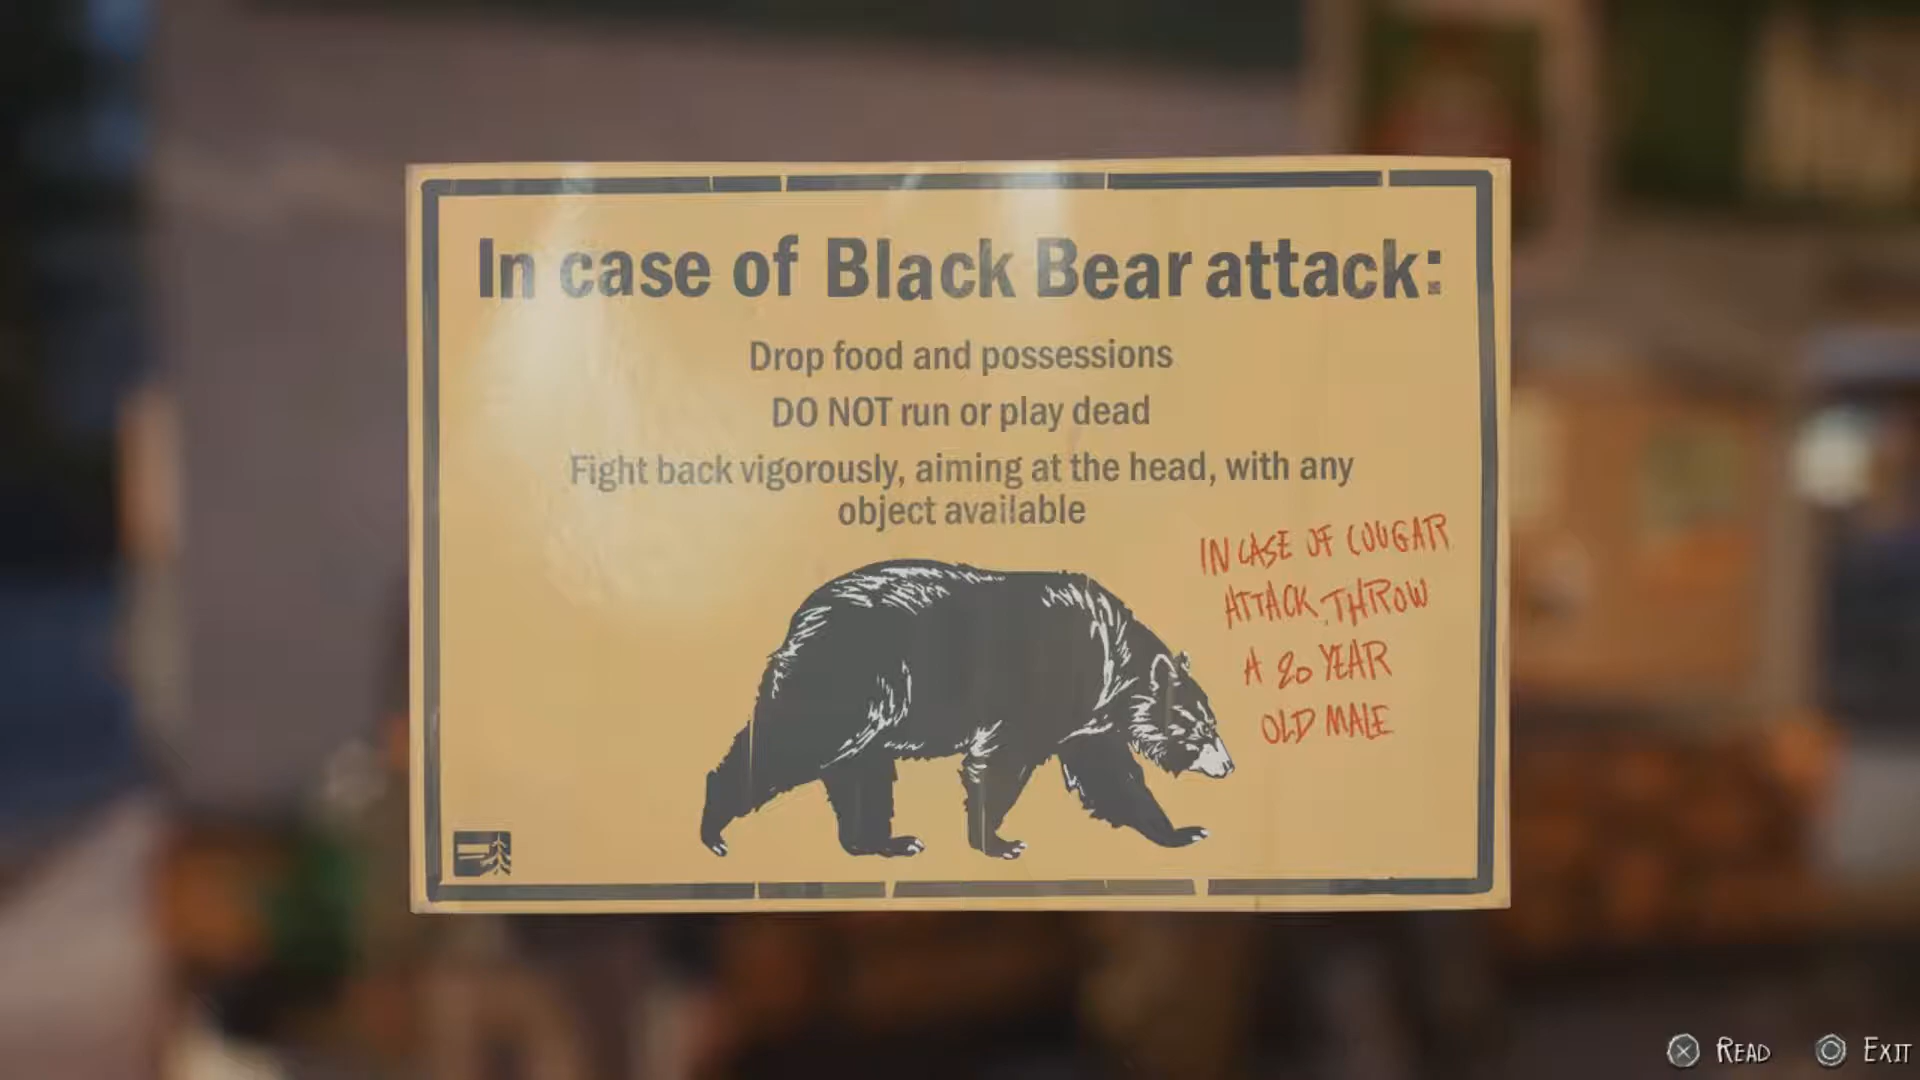 In case of Black Bear attack:
Drop food and possessions
DO NOT run or play dead
Fight back vigorously, aiming at the head, with any
object available
IN CASE OF COUGAR
ATTACK, THROW
A 20 YEAR
OLD MALE
READ
EXIT